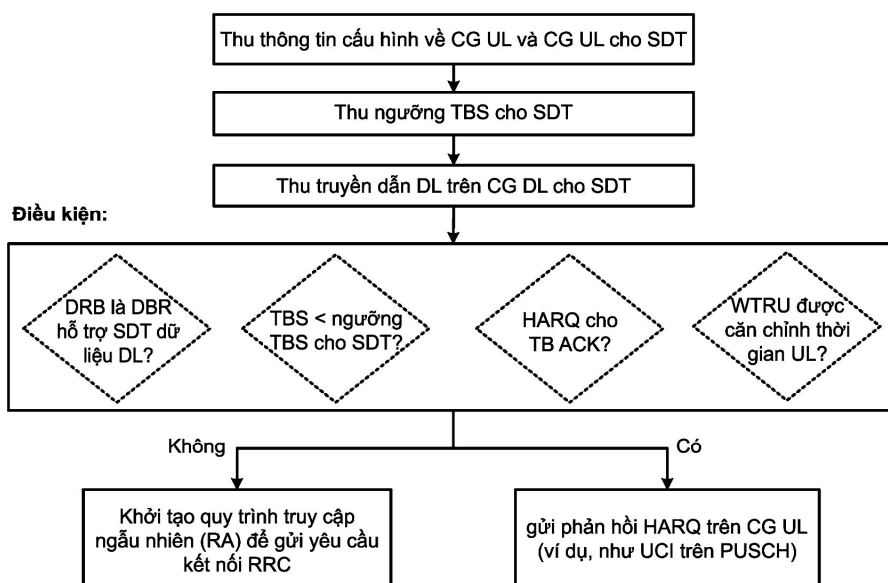 Thu thông tin cấu hình về CG UL và CG UL cho SDT
Thu ngưỡng TBS cho SDT
Thu truyền dẫn DL trên CG DL cho SDT
Điều kiện:
DRB là DBR
hỗ trợ SDT dữ
liệu DL?
TBS < ngưỡng
TBS cho SDT?
HARQ cho
TB ACK?
WTRU được
căn chỉnh thời
gian UL?
Không
Có
Khởi tạo quy trình truy cập
ngẫu nhiên (RA) để gửi yêu cầu
kết nối RRC
gửi phản hồi HARQ trên CG UL
(ví dụ, như UCI trên PUSCH)